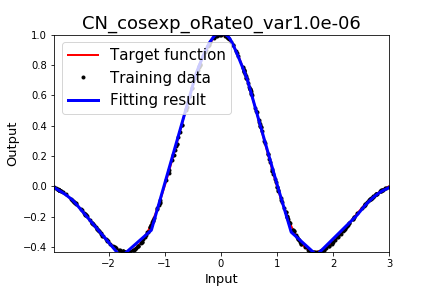 CN_cosexp_oRate0_var1.0e-06
Target function
Training data
Fitting result
1.0
0.8
0.6
0.4
0.2
0.0
−0.2
−0.4
Output
−2
−1
0
1
2
3
Input